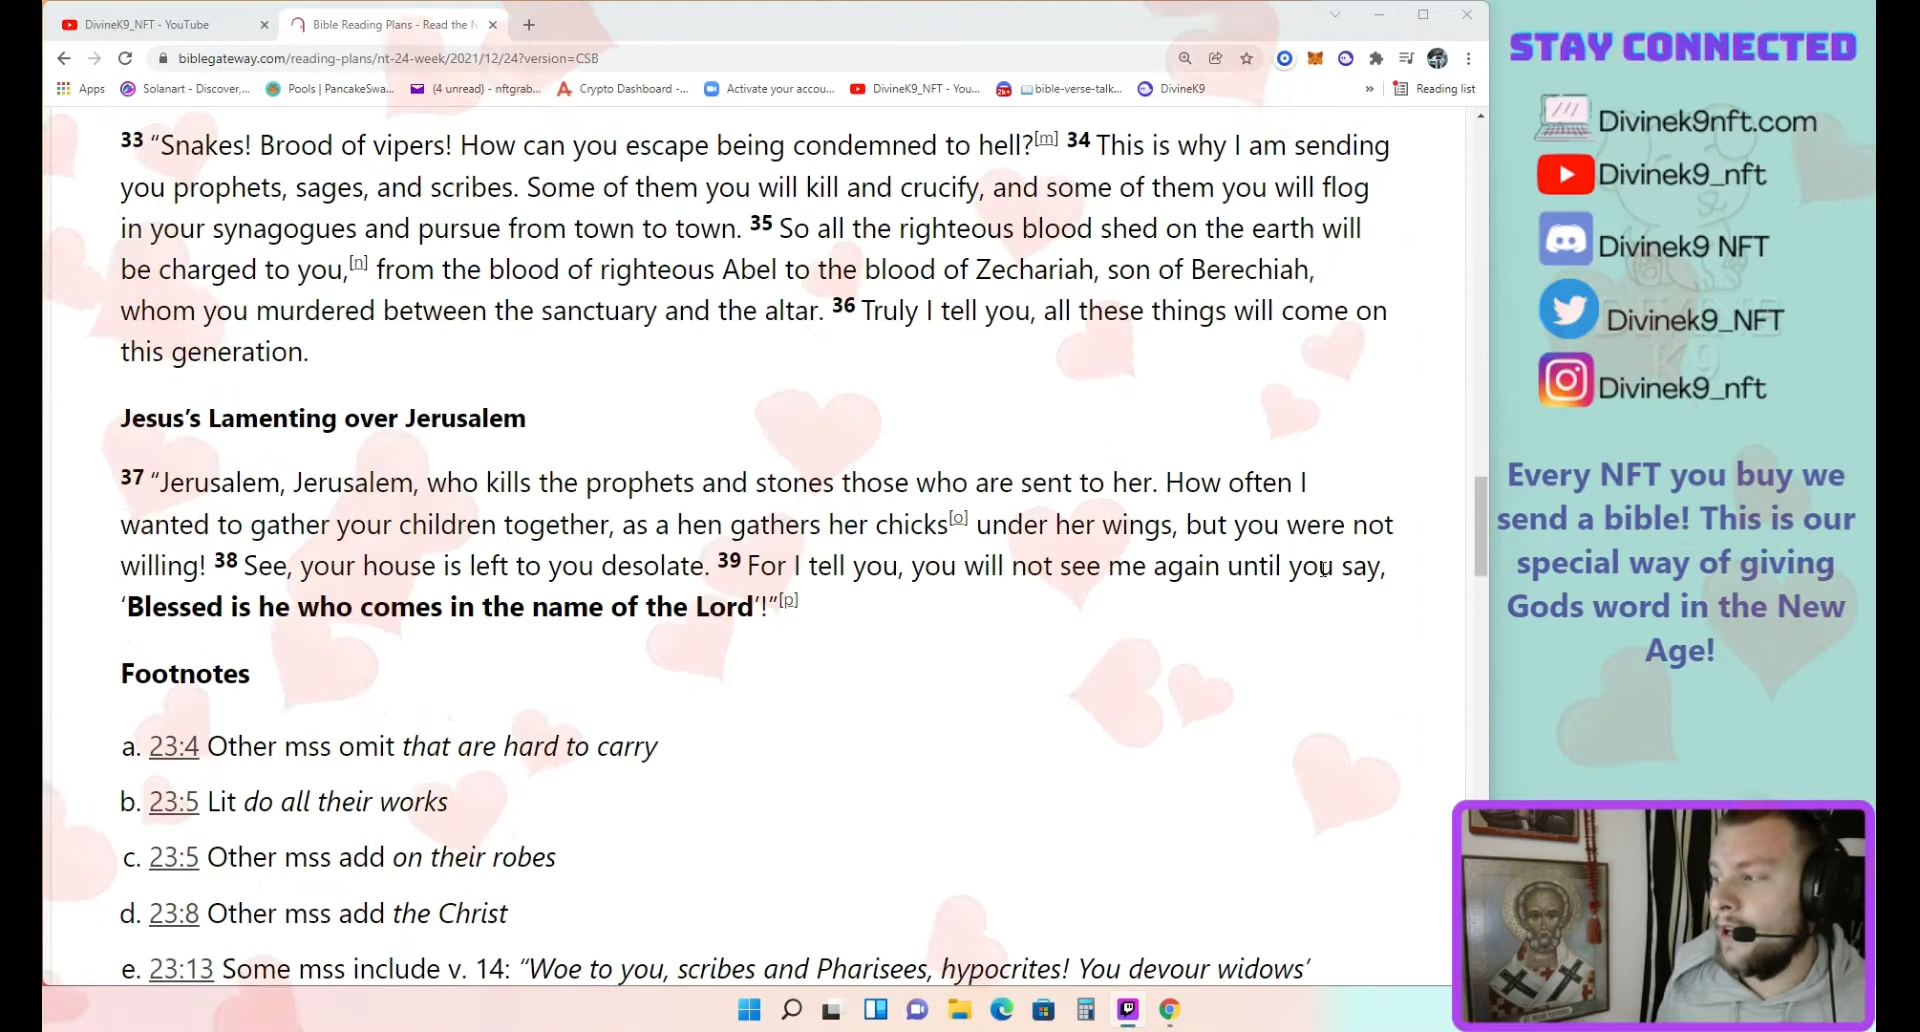 DivineK9_NFT - YouTube
Bible Reading Plans - Read the N
biblegateway.com/reading-plans/nt-24-week/2021/12/24?version=CSB
Apps
Solanart - Discover,...
Pools | PancakeSwa...
(4 unread) - nftgrab...
Crypto Dashboard -...
Activate your accou...
DivineK9_NFT - You...
bible-verse-talk...
DivineK9
»
Reading list
33 “Snakes! Brood of vipers! How can you escape being condemned to hell?[m] 34 This is why I am sending
you prophets, sages, and scribes. Some of them you will kill and crucify, and some of them you will flog
in your synagogues and pursue from town to town. 35 So all the righteous blood shed on the earth will
be charged to you,[n] from the blood of righteous Abel to the blood of Zechariah, son of Berechiah,
whom you murdered between the sanctuary and the altar. 36 Truly I tell you, all these things will come on
this generation.
Jesus’s Lamenting over Jerusalem
37 “Jerusalem, Jerusalem, who kills the prophets and stones those who are sent to her. How often I
wanted to gather your children together, as a hen gathers her chicks[o] under her wings, but you were not
willing! 38 See, your house is left to you desolate. 39 For I tell you, you will not see me again until you say,
‘Blessed is he who comes in the name of the Lord’!”[p]
Footnotes
a. 23:4 Other mss omit that are hard to carry
b. 23:5 Lit do all their works
c. 23:5 Other mss add on their robes
d. 23:8 Other mss add the Christ
e. 23:13 Some mss include v. 14: “Woe to you, scribes and Pharisees, hypocrites! You devour widows’
STAY CONNECTED
Divinek9nft.com
Divinek9_nft
Divinek9 NFT
Divinek9_NFT
Divinek9_nft
DIVINE
K9
Every NFT you buy we
send a bible! This is our
special way of giving
Gods word in the New
Age!